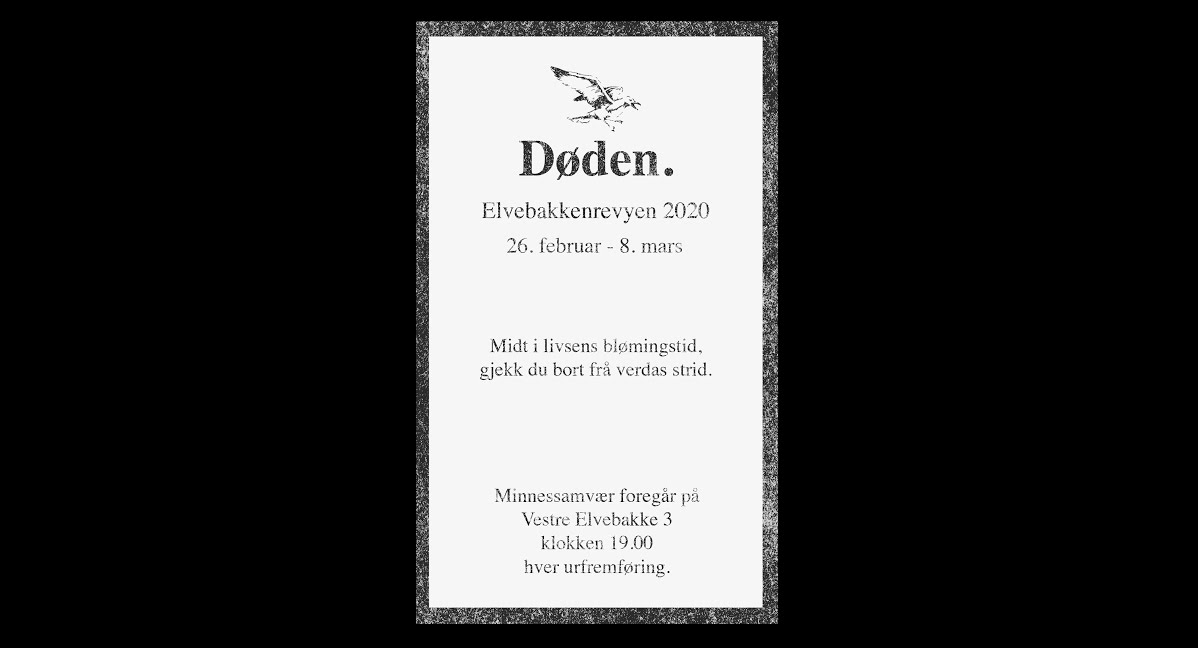 Døden.
Elvebakkenrevyen 2020
26. februar - 8. mars
Midt i livsens blømingstid,
gjekk du bort frå verdas strid.
Minnessamvær foregår på
Vestre Elvebakke 3
klokken 19.00
hver urfremføring.